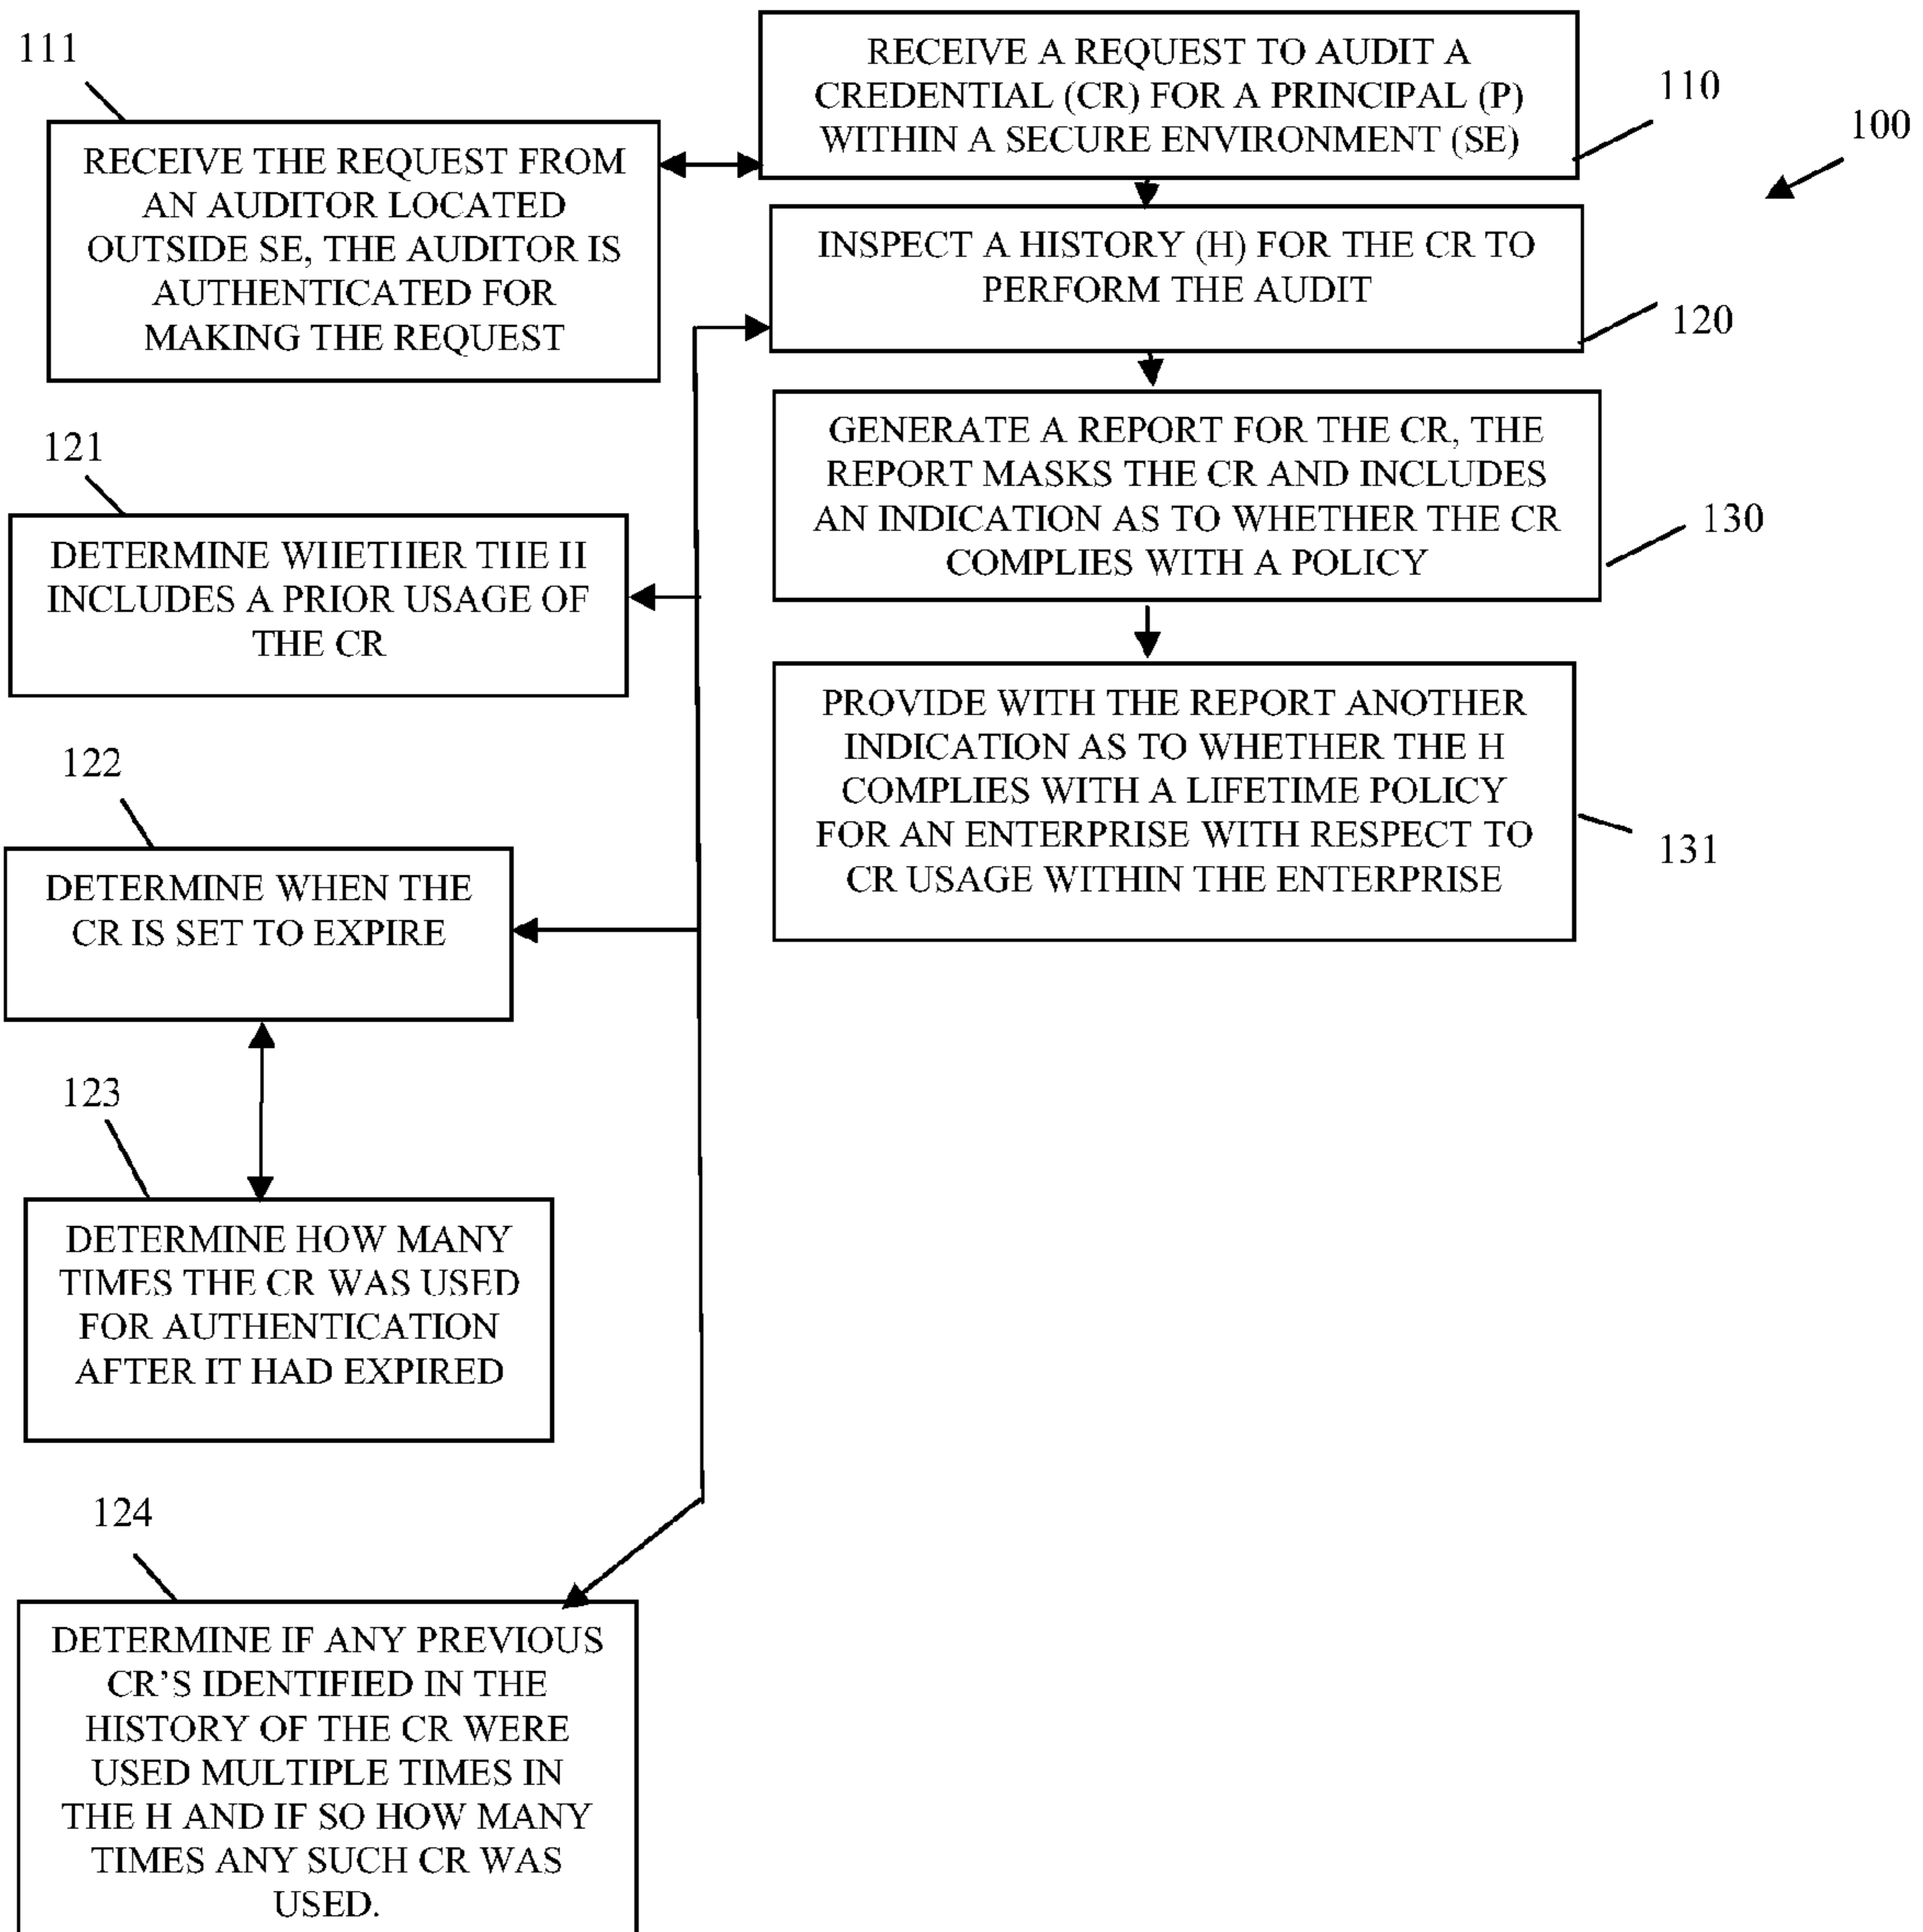 111
RECEIVE A REQUEST TO AUDIT A
CREDENTIAL (CR) FOR A PRINCIPAL (P)
WITHIN A SECURE ENVIRONMENT (SE)
110
100
RECEIVE THE REQUEST FROM
AN AUDITOR LOCATED
OUTSIDE SE, THE AUDITOR IS
AUTHENTICATED FOR
MAKING THE REQUEST
INSPECT A HISTORY (H) FOR THE CR TO
PERFORM THE AUDIT
120
121
DETERMINE WHETHER THE H
INCLUDES A PRIOR USAGE OF
THE CR
GENERATE A REPORT FOR THE CR, THE
REPORT MASKS THE CR AND INCLUDES
AN INDICATION AS TO WHETHER THE CR
COMPLIES WITH A POLICY
130
122
DETERMINE WHEN THE
CR IS SET TO EXPIRE
PROVIDE WITH THE REPORT ANOTHER
INDICATION AS TO WHETHER THE H
COMPLIES WITH A LIFETIME POLICY
FOR AN ENTERPRISE WITH RESPECT TO
CR USAGE WITHIN THE ENTERPRISE
131
123
DETERMINE HOW MANY
TIMES THE CR WAS USED
FOR AUTHENTICATION
AFTER IT HAD EXPIRED
124
DETERMINE IF ANY PREVIOUS
CR'S IDENTIFIED IN THE
HISTORY OF THE CR WERE
USED MULTIPLE TIMES IN
THE H AND IF SO HOW MANY
TIMES ANY SUCH CR WAS
USED.